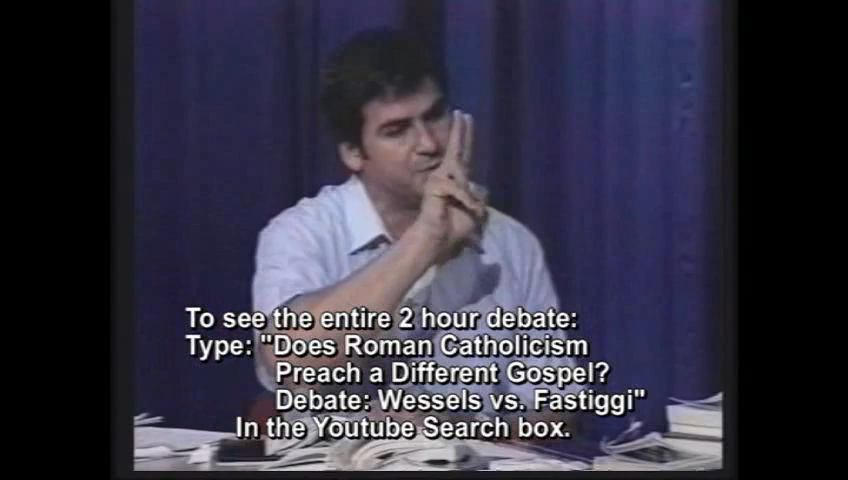 To see the entire 2 hour debate:
Type: "Does Roman Catholicism
Preach a Different Gospel?
Debate: Wessels vs. Fastiggi"
In the Youtube Search box.